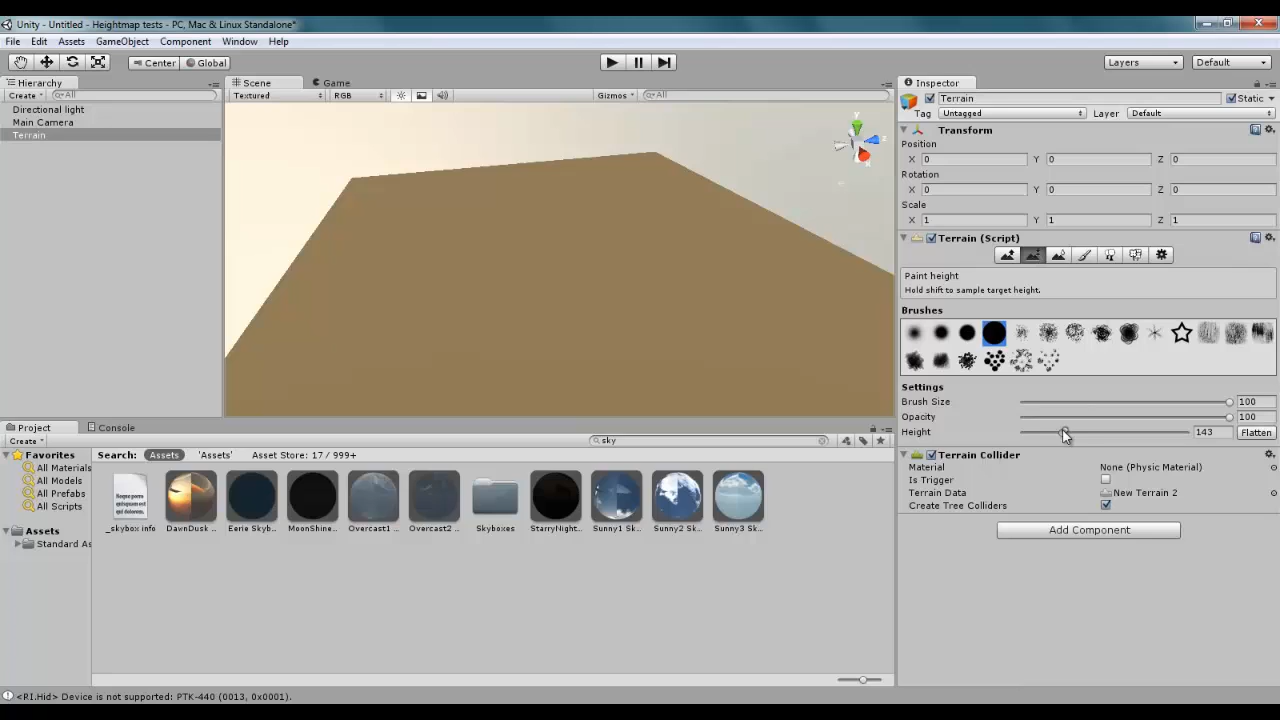 Unity - Untitled - Heightmap tests - PC, Mac & Linux Standalone*
File Edit Assets GameObject Component Window Help
Center Global Layers Default
Hierarchy
Create All
Directional light
Main Camera
Terrain
Scene Game
Textured RGB Gizmos All
Inspector
Terrain Static
Tag Untagged Layer Default
Transform
Position
X 0 Y 0 Z 0
Rotation
X 0 Y 0 Z 0
Scale
X 1 Y 1 Z 1
Terrain (Script)
Paint height
Hold shift to sample target height.
Brushes
Settings
Brush Size 100
Opacity 100
Height 143 Flatten
Terrain Collider
Material None (Physic Material)
Is Trigger
Terrain Data New Terrain 2
Create Tree Colliders
Add Component
Project Console
Create sky
Favorites
All Materials
All Models
All Prefabs
All Scripts
Assets
Standard As
Search: Assets 'Assets' Asset Store: 17 / 999+
_skybox info DawnDusk ... Eerie Skyb... MoonShine... Overcast1 ... Overcast2 ... Skyboxes StarryNight... Sunny1 Sk... Sunny2 Sk... Sunny3 Sk...
<RI.Hid> Device is not supported: PTK-440 (0013, 0x0001).